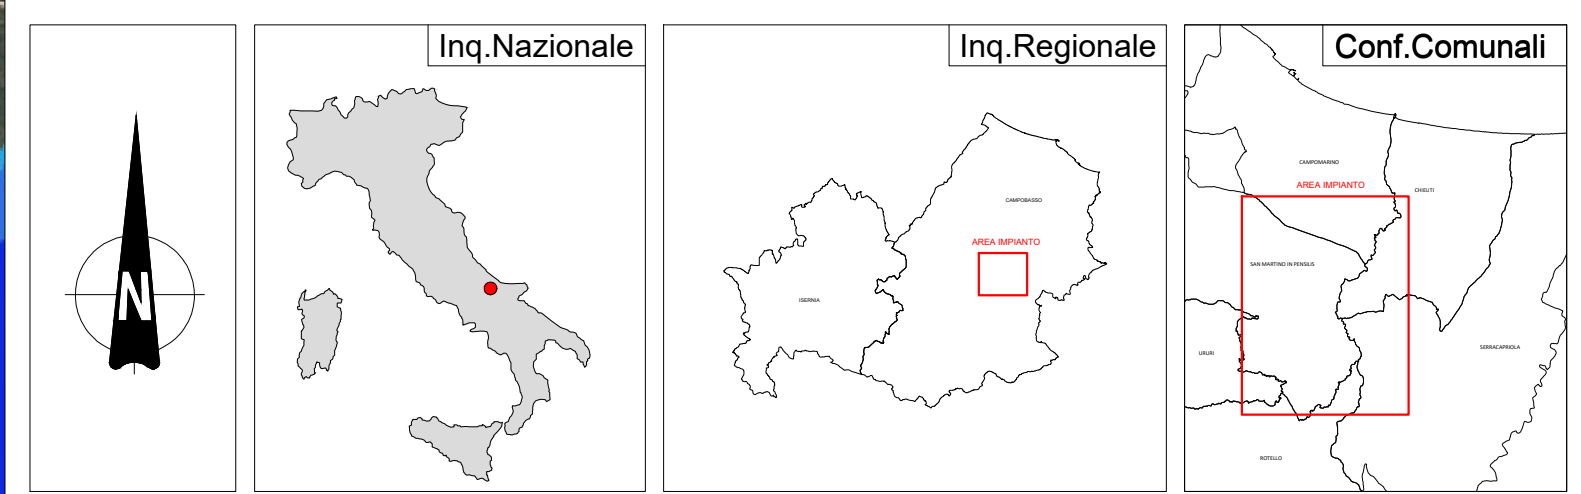 N
Inq.Nazionale
Inq.Regionale
CAMPOBASSO
AREA IMPIANTO
ISERNIA
Conf.Comunali
CAMPOMARINO
AREA IMPIANTO
CHIEUTI
SAN MARTINO IN PENSILIS
URURI
SERRACAPRIOLA
ROTELLO